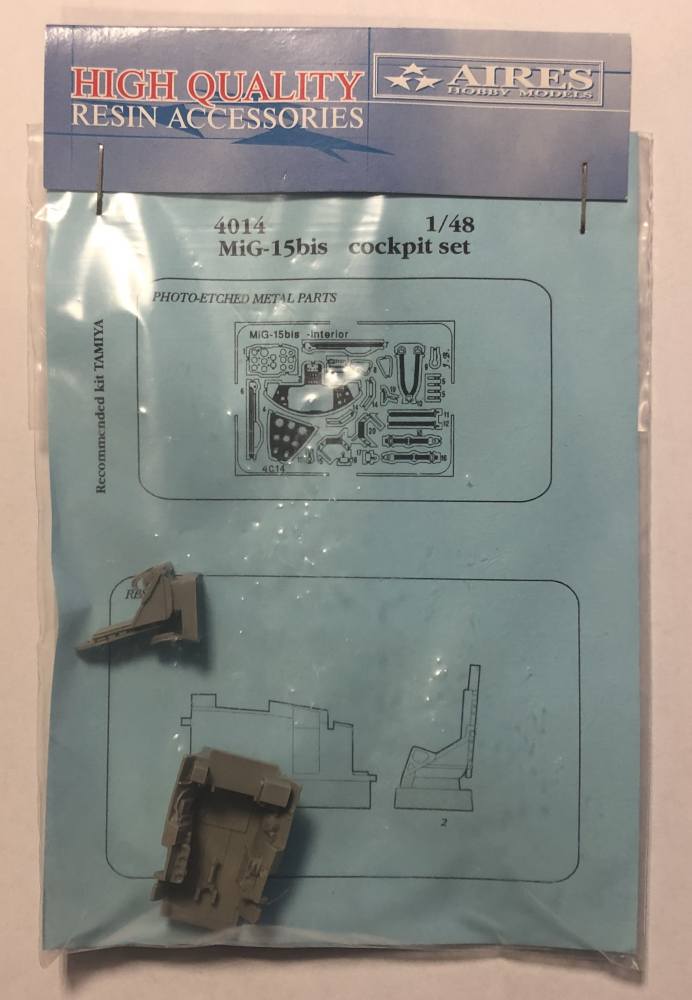 HIGH QUALITY
RESIN ACCESSORIES
AIRES
HOBBY MODELS
4014 1/48
MiG-15bis cockpit set
Recommended kit TAMIYA
PHOTO-ETCHED METAL PARTS
MiG-15bis -interior
4014
2